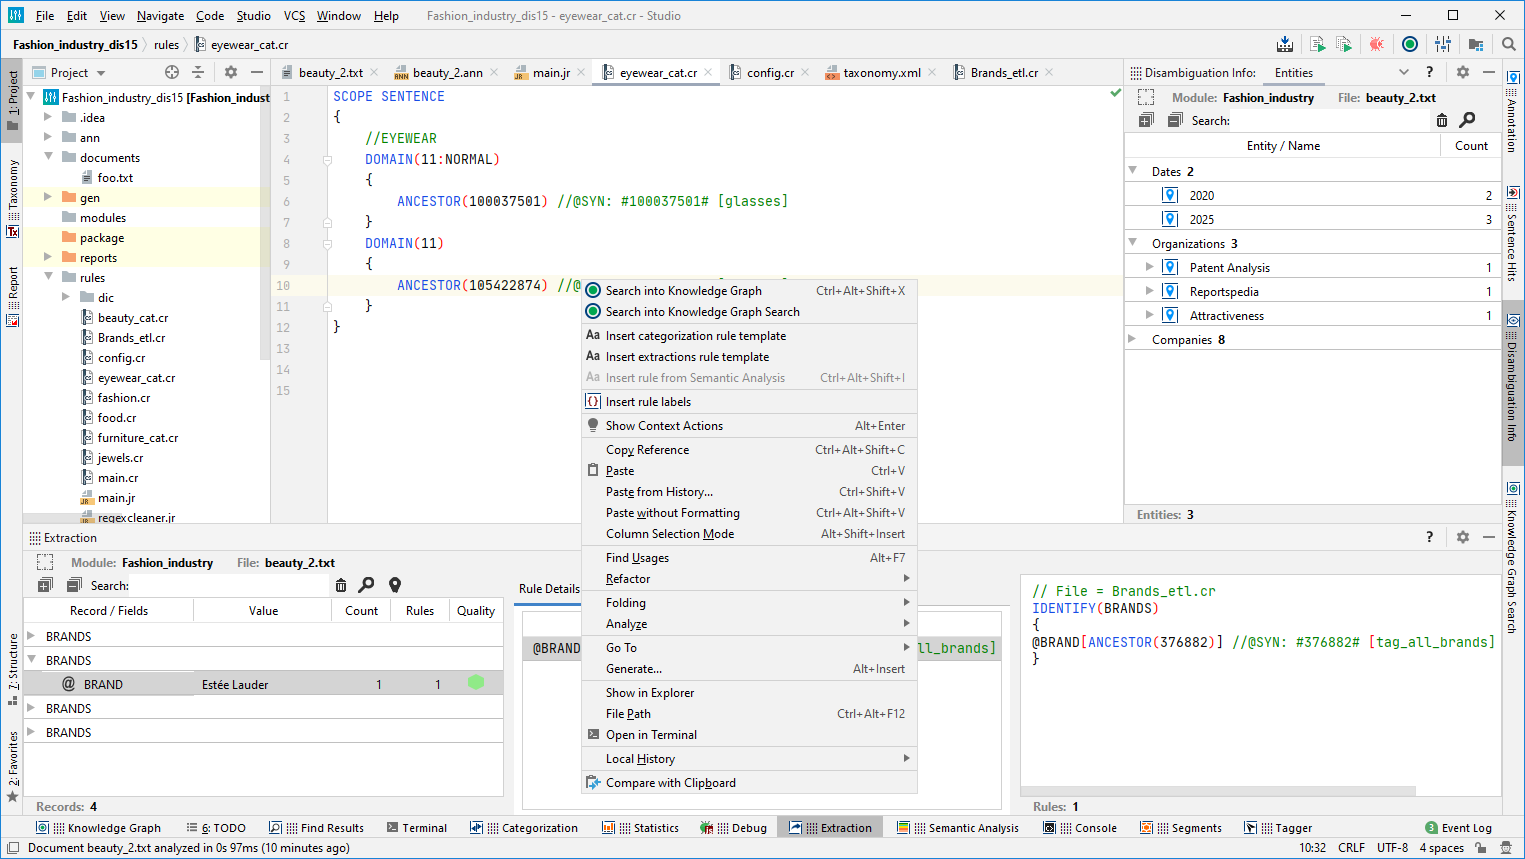 File Edit View Navigate Code Studio VCS Window Help Fashion_industry_dis15 - eyewear_cat.cr - Studio
Fashion_industry_dis15 rules eyewear_cat.cr
Project
beauty_2.txt beauty_2.ann main.jr eyewear_cat.cr config.cr taxonomy.xml Brands_etl.cr
Disambiguation Info: Entities ?
1: Project
Taxonomy
Report
7: Structure
2: Favorites
Fashion_industry_dis15 [Fashion_indust
.idea
ann
documents
foo.txt
gen
modules
package
reports
rules
dic
beauty_cat.cr
Brands_etl.cr
config.cr
eyewear_cat.cr
fashion.cr
food.cr
furniture_cat.cr
jewels.cr
main.cr
main.jr
regexcleaner.jr
1 SCOPE SENTENCE
2 {
3 //EYEWEAR
4 DOMAIN(11:NORMAL)
5 {
6 ANCESTOR(100037501) //@SYN: #100037501# [glasses]
7 }
8 DOMAIN(11)
9 {
10 ANCESTOR(105422874) //@
11 }
12 }
13
14
15
Search into Knowledge Graph Ctrl+Alt+Shift+X
Search into Knowledge Graph Search
Aa Insert categorization rule template
Aa Insert extractions rule template
Aa Insert rule from Semantic Analysis Ctrl+Alt+Shift+I
{} Insert rule labels
Show Context Actions Alt+Enter
Copy Reference Ctrl+Alt+Shift+C
Paste Ctrl+V
Paste from History... Ctrl+Shift+V
Paste without Formatting Ctrl+Alt+Shift+V
Column Selection Mode Alt+Shift+Insert
Find Usages Alt+F7
Refactor
Folding
Analyze
Go To
Generate... Alt+Insert
Show in Explorer
File Path Ctrl+Alt+F12
Open in Terminal
Local History
Compare with Clipboard
Module: Fashion_industry File: beauty_2.txt
Search:
Entity / Name Count
Dates 2
2020 2
2025 3
Organizations 3
Patent Analysis 1
Reportspedia 1
Attractiveness 1
Companies 8
Entities: 3
Annotation
Sentence Hits
Disambiguation Info
Knowledge Graph Search
Extraction ?
Module: Fashion_industry File: beauty_2.txt
Search:
Record / Fields Value Count Rules Quality
BRANDS
BRANDS
@ BRAND Estée Lauder 1 1
BRANDS
BRANDS
Records: 4
Rule Details
@BRAND
ll_brands]
// File = Brands_etl.cr
IDENTIFY(BRANDS)
{
@BRAND[ANCESTOR(376882)] //@SYN: #376882# [tag_all_brands]
}
Rules: 1
Knowledge Graph 6: TODO Find Results Terminal Categorization Statistics Debug Extraction Semantic Analysis Console Segments Tagger 3 Event Log
Document beauty_2.txt analyzed in 0s 97ms (10 minutes ago) 10:32 CRLF UTF-8 4 spaces